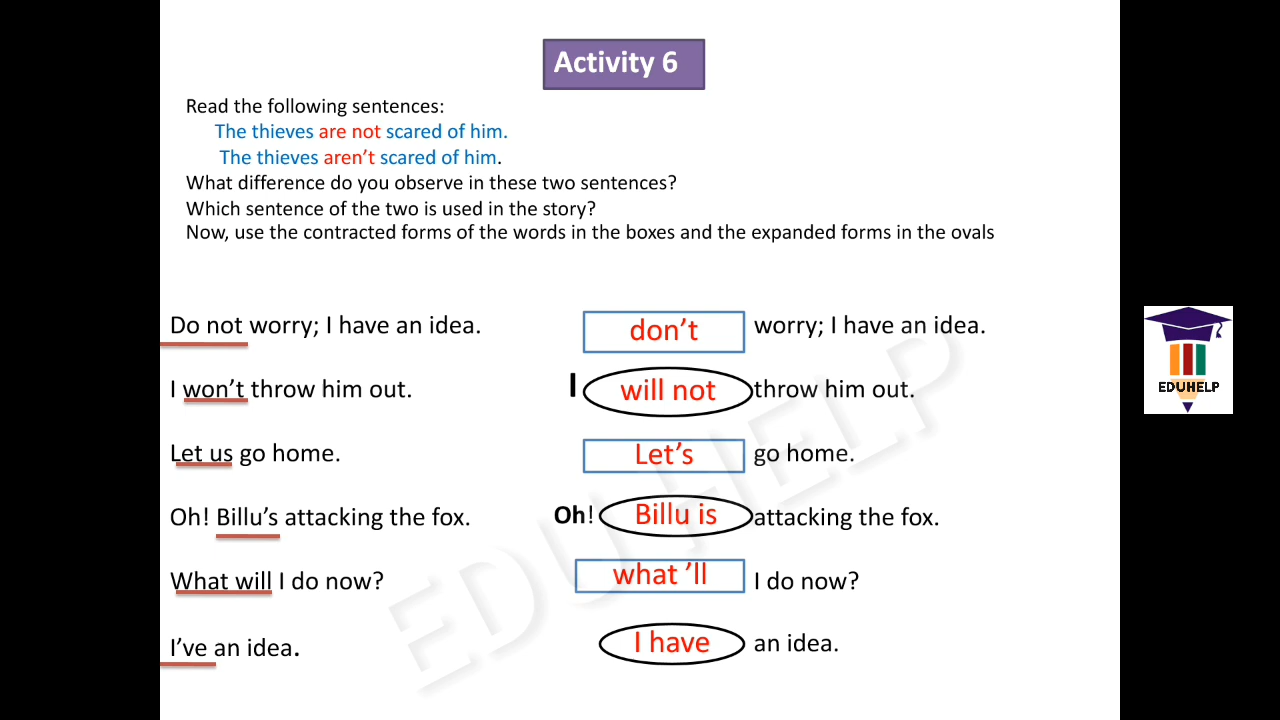 Activity 6
Read the following sentences:
The thieves are not scared of him.
The thieves aren’t scared of him.
What difference do you observe in these two sentences?
Which sentence of the two is used in the story?
Now, use the contracted forms of the words in the boxes and the expanded forms in the ovals
Do not worry; I have an idea. don’t worry; I have an idea.
I won’t throw him out. I will not throw him out.
Let us go home. Let’s go home.
Oh! Billu’s attacking the fox. Oh! Billu is attacking the fox.
What will I do now? what ’ll I do now?
I’ve an idea. I have an idea.
EDUHELP
EDUHELP